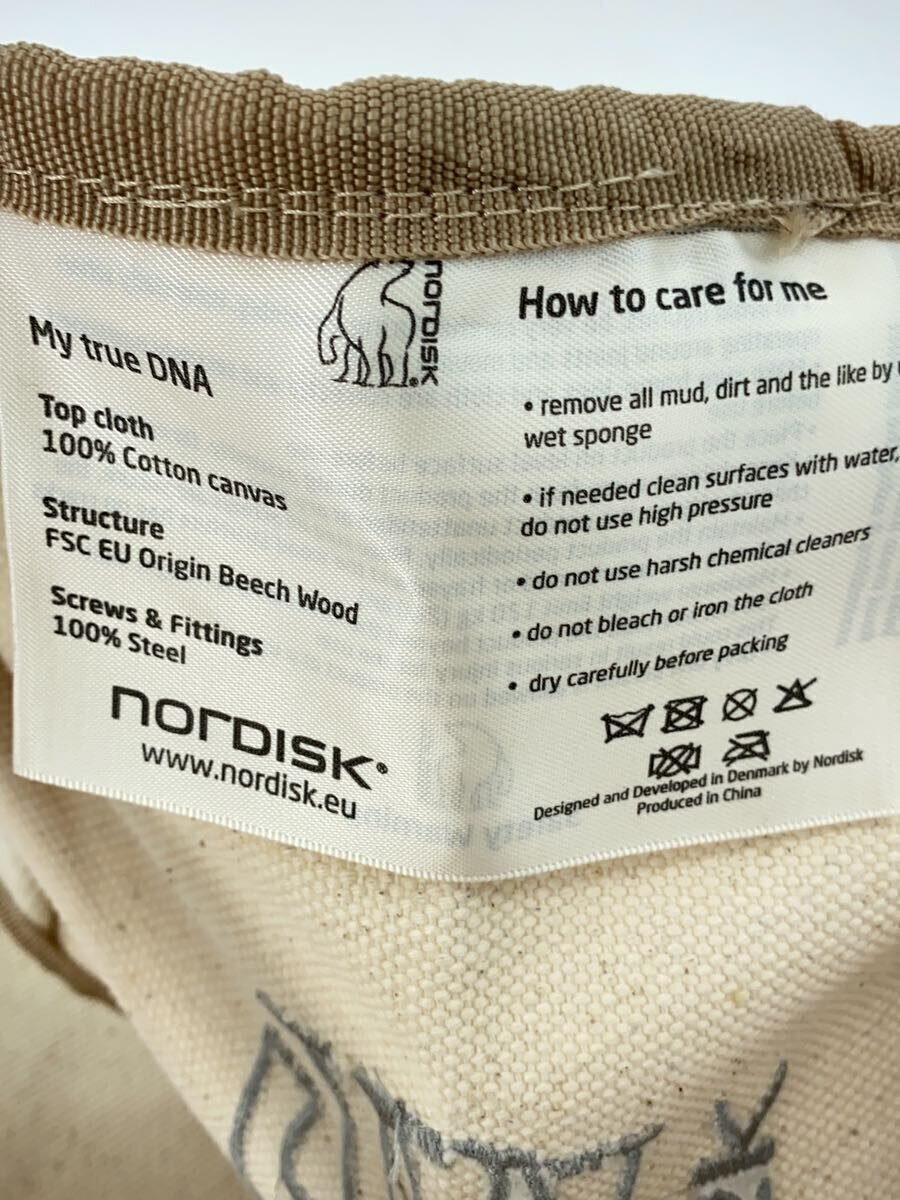 My true DNA
Top cloth
100% Cotton canvas
Structure
FSC EU Origin Beech Wood
Screws & Fittings
100% Steel
nordisk®
www.nordisk.eu
nordisk
®
How to care for me
• remove all mud, dirt and the like by
wet sponge
• if needed clean surfaces with water,
do not use high pressure
• do not use harsh chemical cleaners
• do not bleach or iron the cloth
• dry carefully before packing
Designed and Developed in Denmark by Nordisk
Produced in China